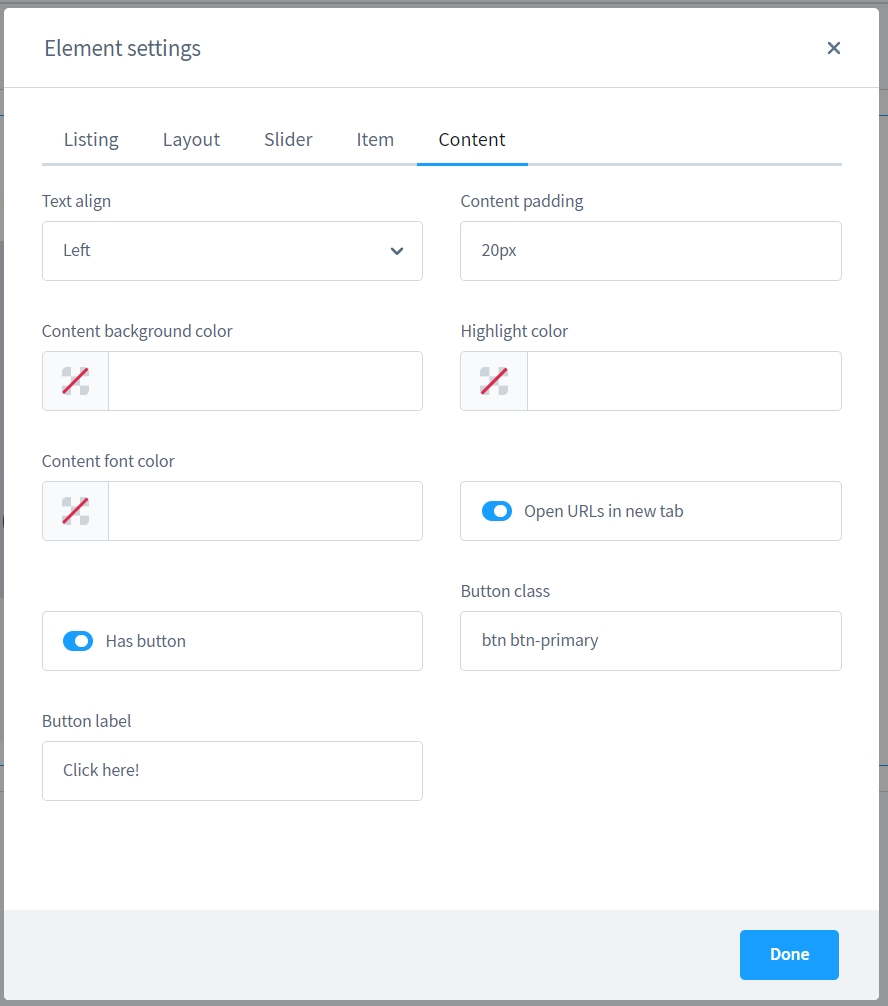 Element settings
Listing Layout Slider Item Content
Text align
Left
Content padding
20px
Content background color
Highlight color
Content font color
Open URLs in new tab
Has button
Button class
btn btn-primary
Button label
Click here!
Done